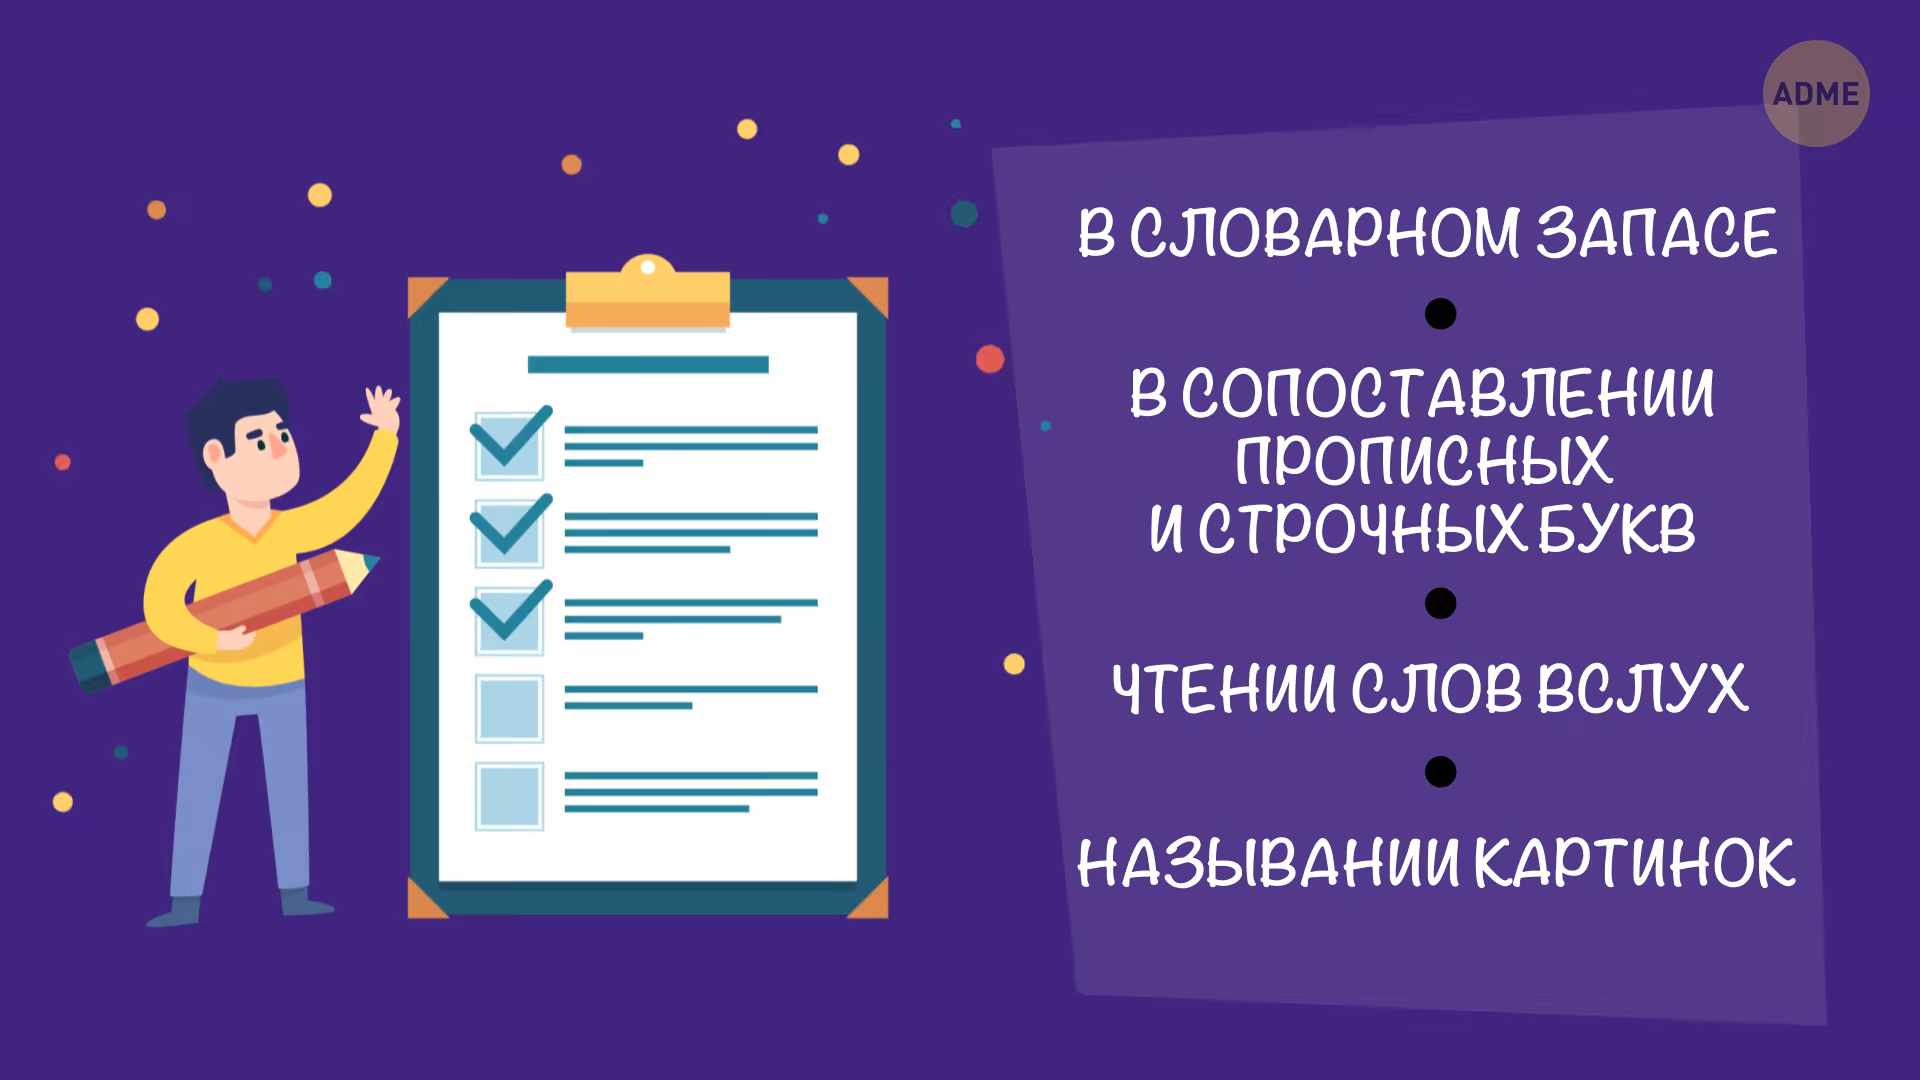 ADME
В СЛОВАРНОМ ЗАПАСЕ
В СОПОСТАВЛЕНИИ
ПРОПИСНЫХ
И СТРОЧНЫХ БУКВ
ЧТЕНИИ СЛОВ ВСЛУХ
НАЗЫВАНИИ КАРТИНОК